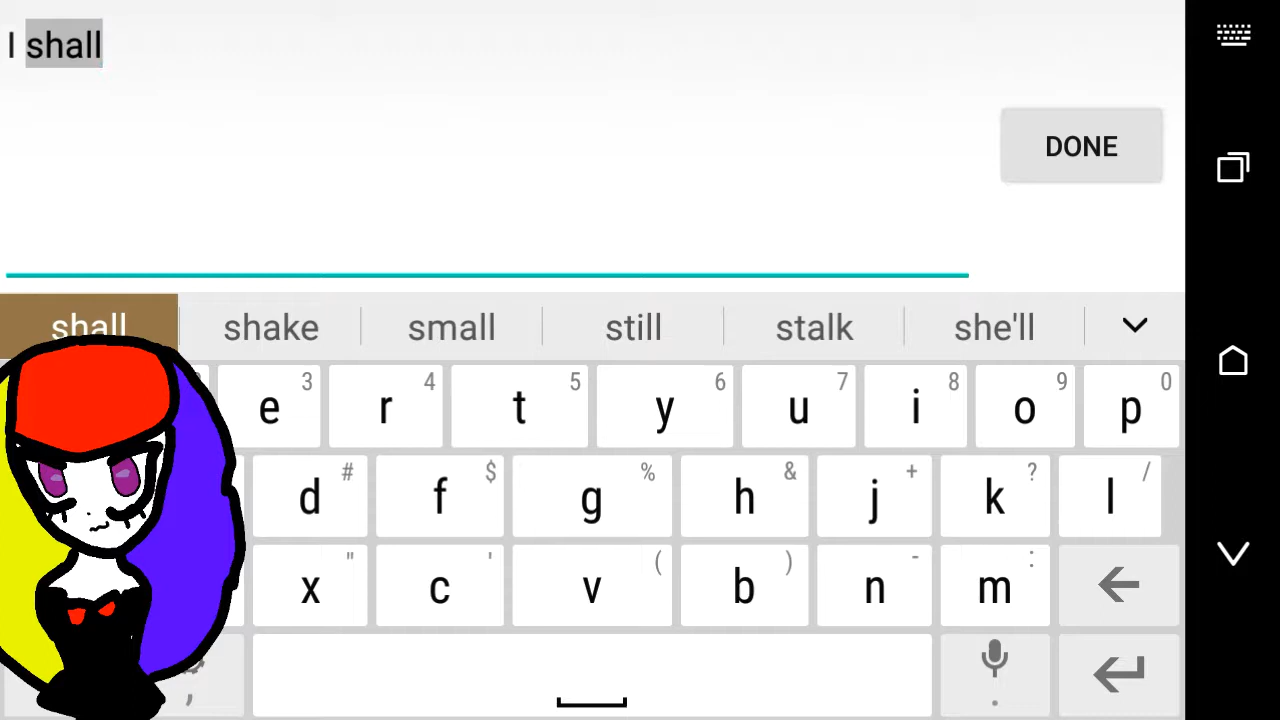 I shall
DONE
shall shake small still stalk she'll
e 3 r 4 t 5 y 6 u 7 i 8 o 9 p 0
d # f $ g % h & j + k ? l /
x " c ' v ( b ) n - m :
, .